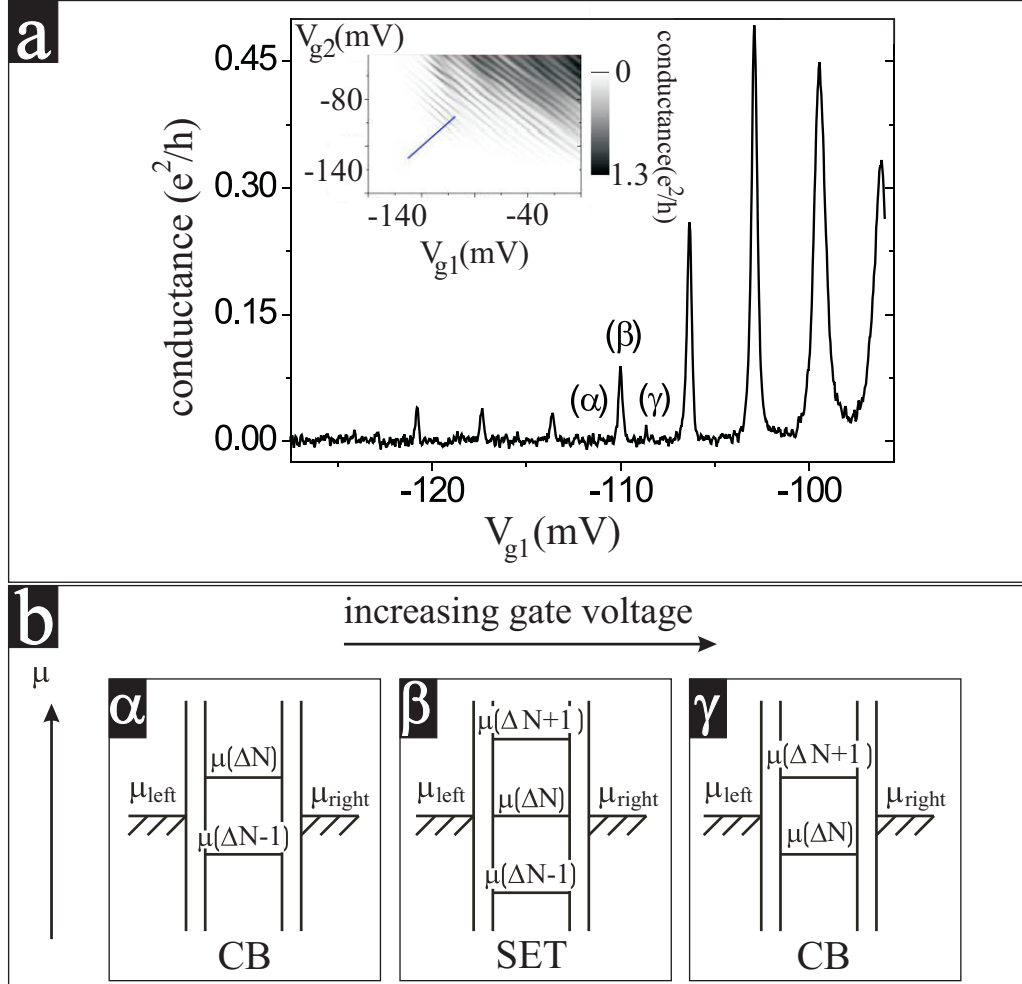 a
V_g2(mV)
-80
-140
-140
-40
V_g1(mV)
0
1.3
conductance(e²/h)
0.45
0.30
0.15
0.00
conductance (e²/h)
(α)
(β)
(γ)
-120
-110
-100
V_g1(mV)
b
increasing gate voltage
μ
α
μ(ΔN)
μ_left
μ_right
μ(ΔN-1)
CB
β
μ(ΔN+1)
μ_left
μ(ΔN)
μ_right
μ(ΔN-1)
SET
γ
μ(ΔN+1)
μ_left
μ_right
μ(ΔN)
CB